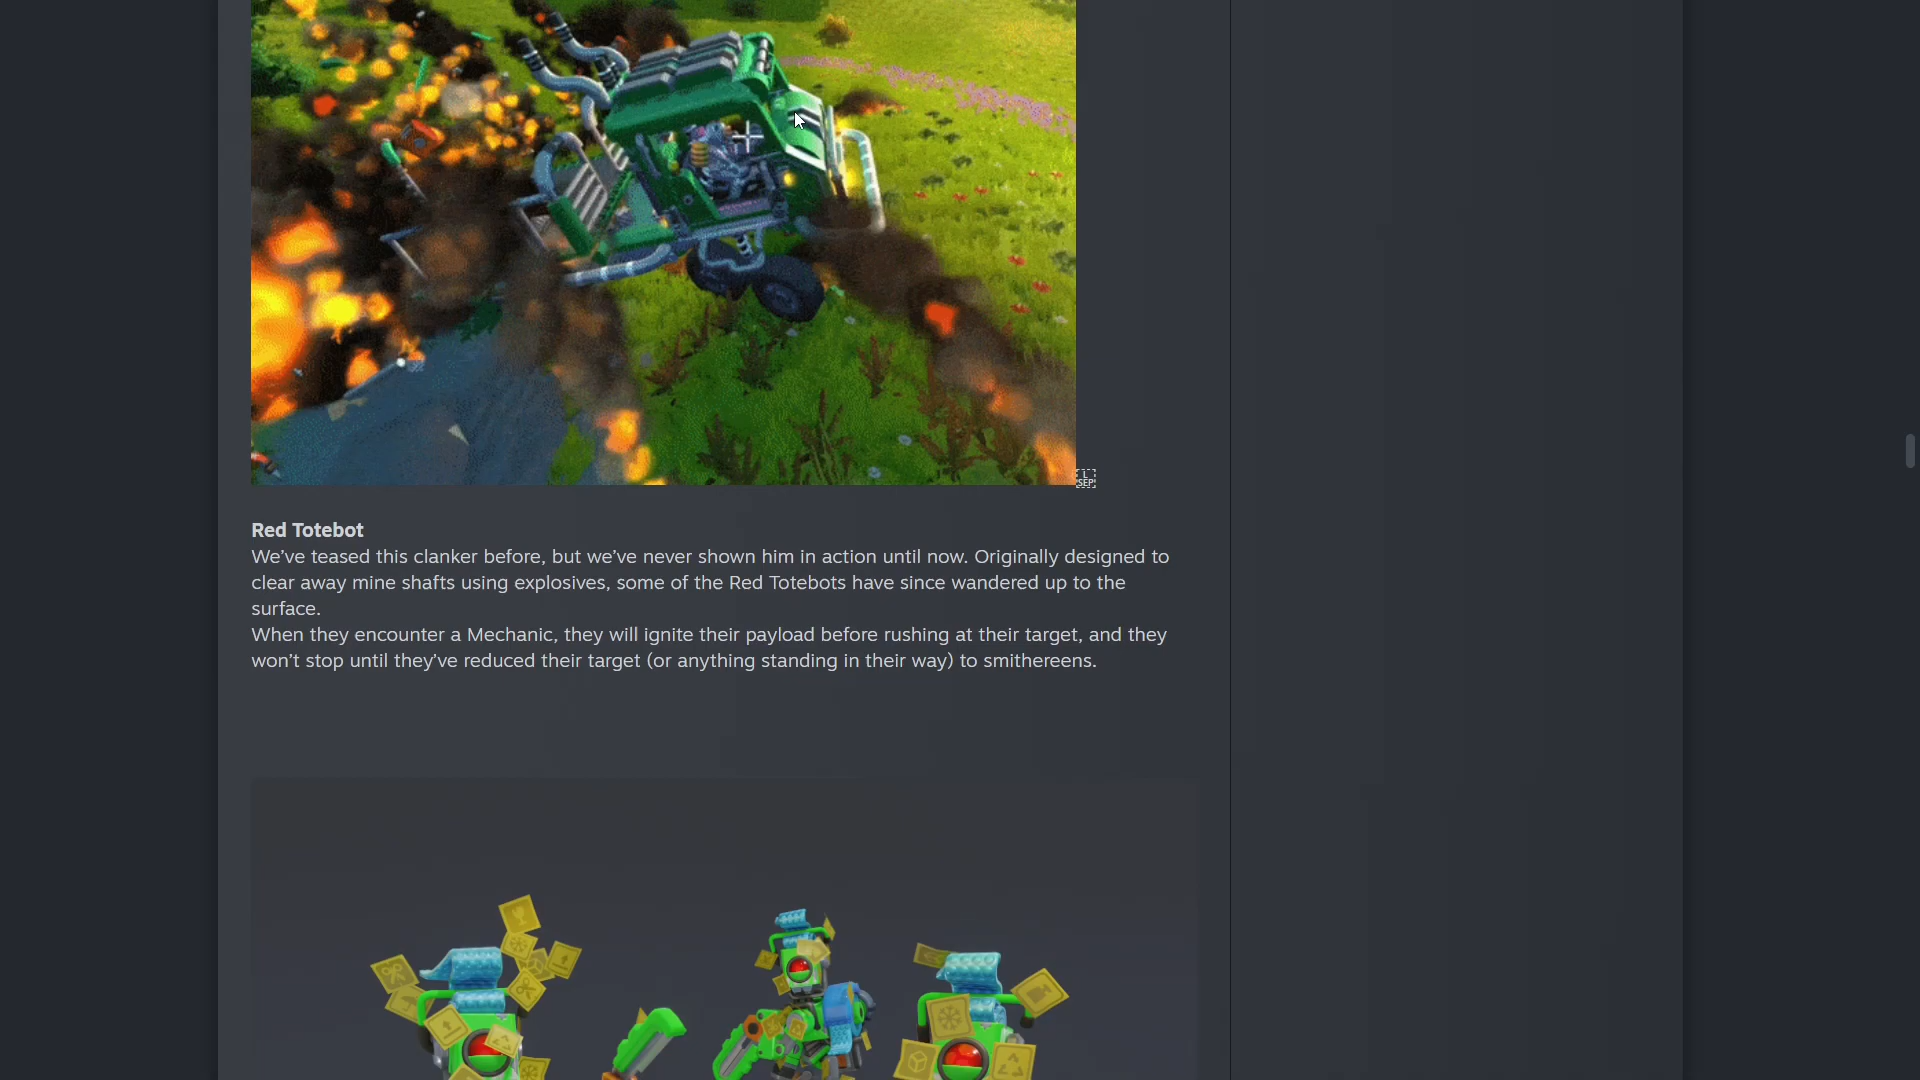 L
SEP
Red Totebot
We’ve teased this clanker before, but we’ve never shown him in action until now. Originally designed to
clear away mine shafts using explosives, some of the Red Totebots have since wandered up to the
surface.
When they encounter a Mechanic, they will ignite their payload before rushing at their target, and they
won’t stop until they’ve reduced their target (or anything standing in their way) to smithereens.